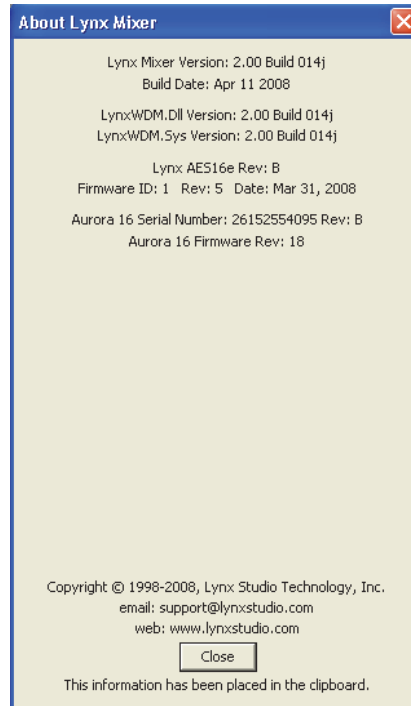 About Lynx Mixer
Lynx Mixer Version: 2.00 Build 014j
Build Date: Apr 11 2008
LynxWDM.Dll Version: 2.00 Build 014j
LynxWDM.Sys Version: 2.00 Build 014j
Lynx AES16e Rev: B
Firmware ID: 1 Rev: 5 Date: Mar 31, 2008
Aurora 16 Serial Number: 26152554095 Rev: B
Aurora 16 Firmware Rev: 18
Copyright © 1998-2008, Lynx Studio Technology, Inc.
email: support@lynxstudio.com
web: www.lynxstudio.com
Close
This information has been placed in the clipboard.